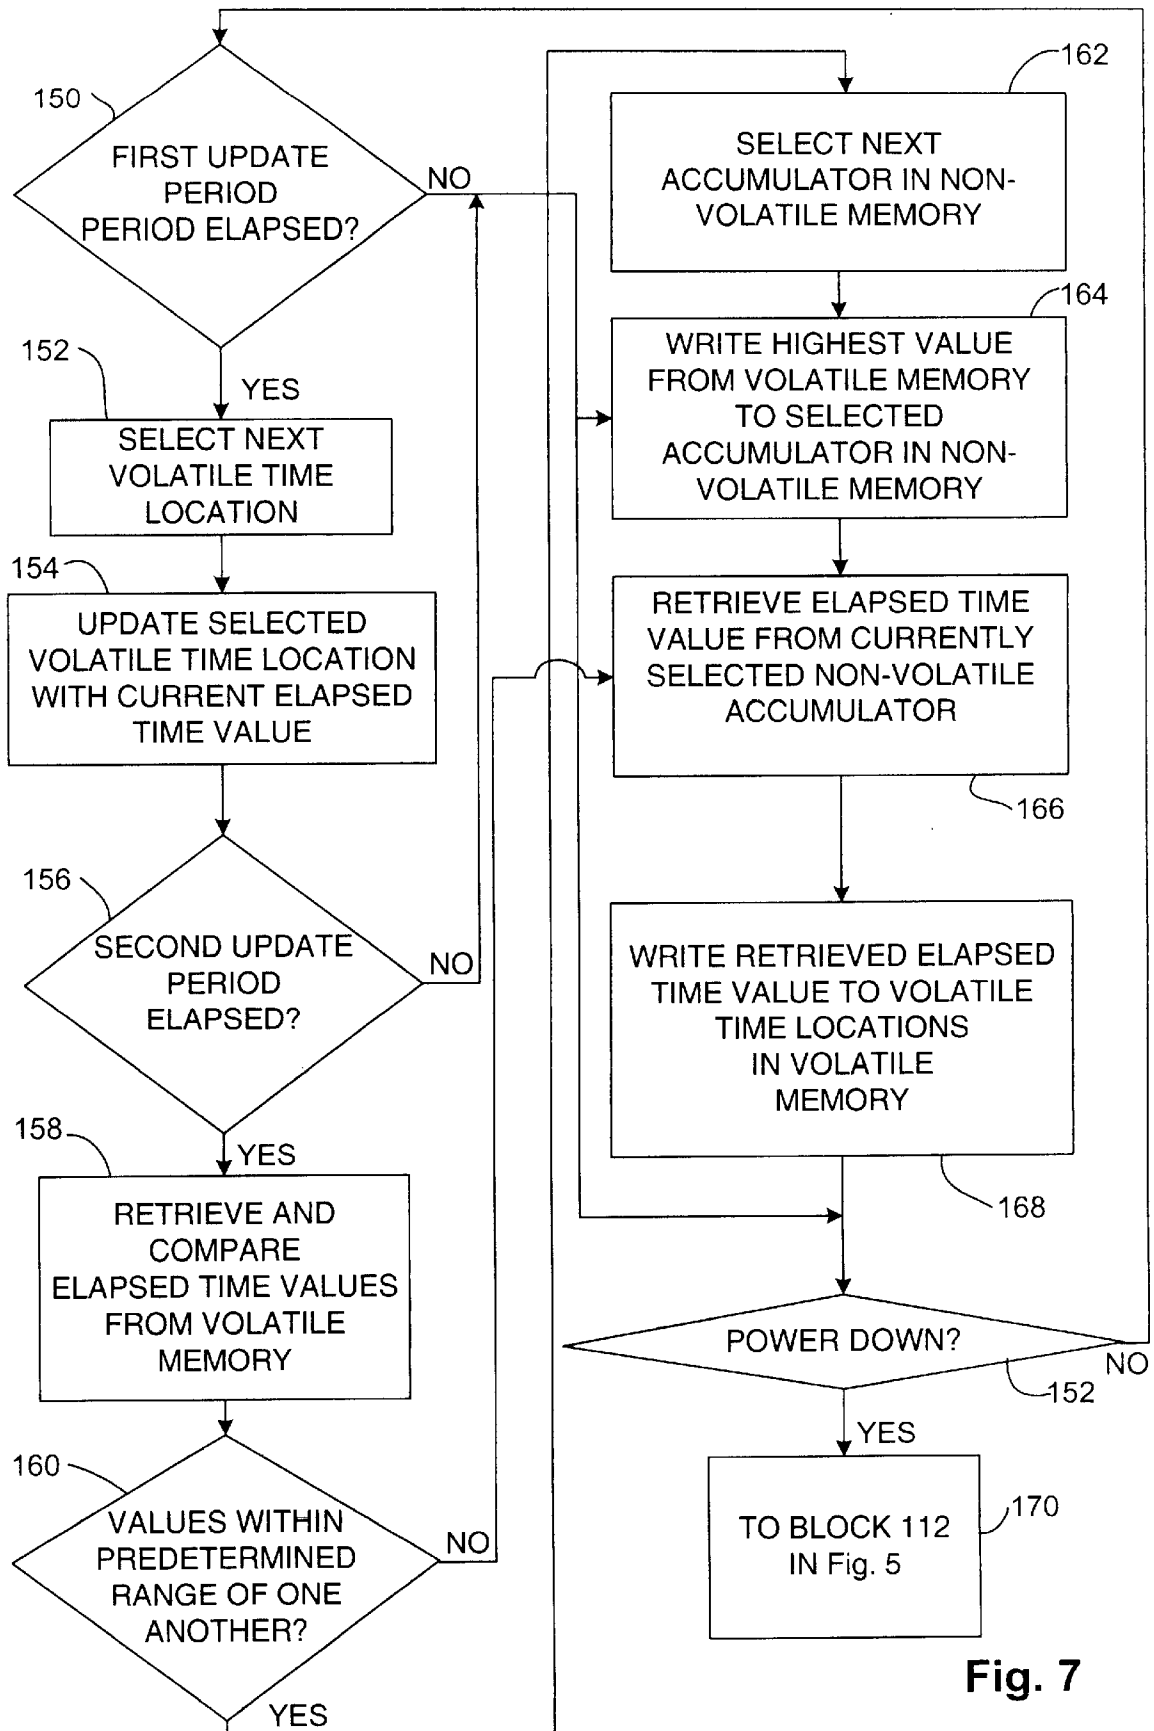 150
FIRST UPDATE
PERIOD
PERIOD ELAPSED?
NO
YES
152
SELECT NEXT
VOLATILE TIME
LOCATION
154
UPDATE SELECTED
VOLATILE TIME LOCATION
WITH CURRENT ELAPSED
TIME VALUE
156
SECOND UPDATE
PERIOD
ELAPSED?
NO
YES
158
RETRIEVE AND
COMPARE
ELAPSED TIME VALUES
FROM VOLATILE
MEMORY
160
VALUES WITHIN
PREDETERMINED
RANGE OF ONE
ANOTHER?
NO
YES
162
SELECT NEXT
ACCUMULATOR IN NON-
VOLATILE MEMORY
164
WRITE HIGHEST VALUE
FROM VOLATILE MEMORY
TO SELECTED
ACCUMULATOR IN NON-
VOLATILE MEMORY
RETRIEVE ELAPSED TIME
VALUE FROM CURRENTLY
SELECTED NON-VOLATILE
ACCUMULATOR
166
WRITE RETRIEVED ELAPSED
TIME VALUE TO VOLATILE
TIME LOCATIONS
IN VOLATILE
MEMORY
168
POWER DOWN?
NO
152
YES
TO BLOCK 112
IN Fig. 5
170
Fig. 7